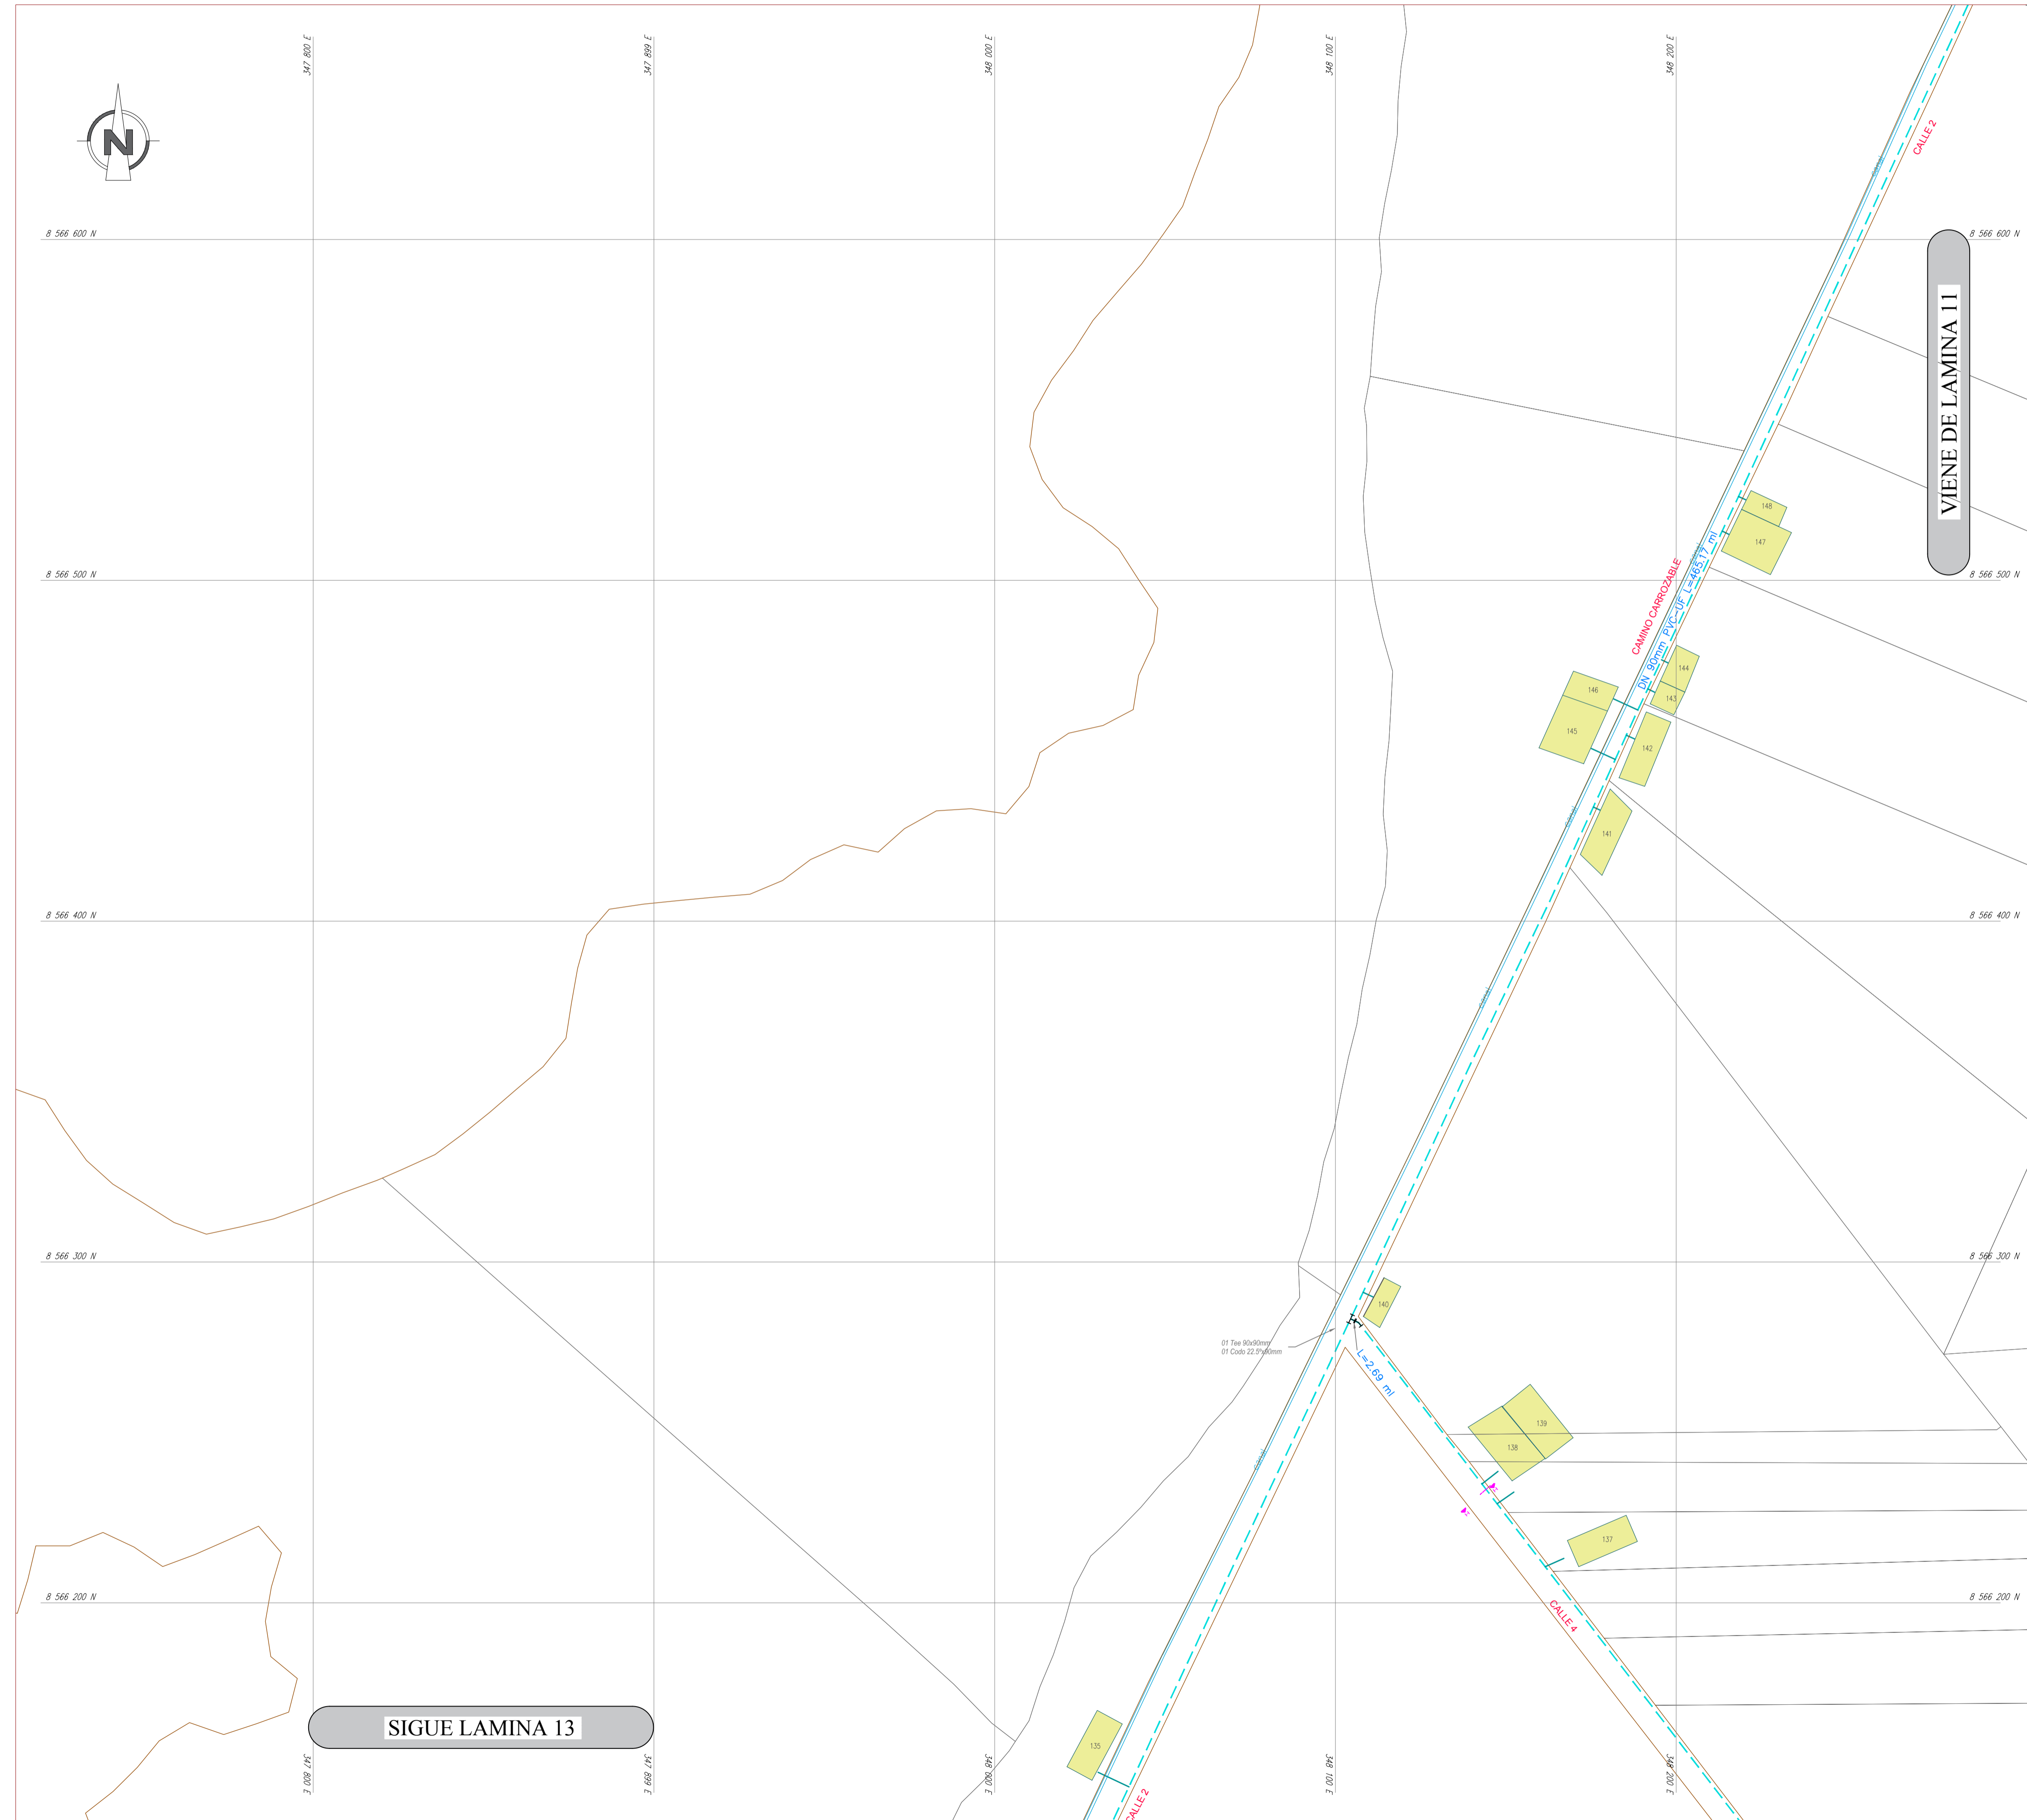 347 800 E
347 899 E
348 000 E
348 100 E
348 200 E
N
CALLE 2
Canal
8 566 600 N
8 566 600 N
VIENE DE LAMINA 11
148
147
Canal
DN 90mm PVC-UF L=465.17 ml
CAMINO CARROZABLE
8 566 500 N
8 566 500 N
144
143
146
145
142
Canal
141
8 566 400 N
8 566 400 N
Canal
8 566 300 N
8 566 300 N
140
01 Tee 90x90mm
01 Codo 22.5°x90mm
L=2.69 ml
139
138
Canal
137
8 566 200 N
8 566 200 N
CALLE 4
SIGUE LAMINA 13
135
CALLE 2
347 800 E
347 899 E
348 000 E
348 100 E
348 200 E